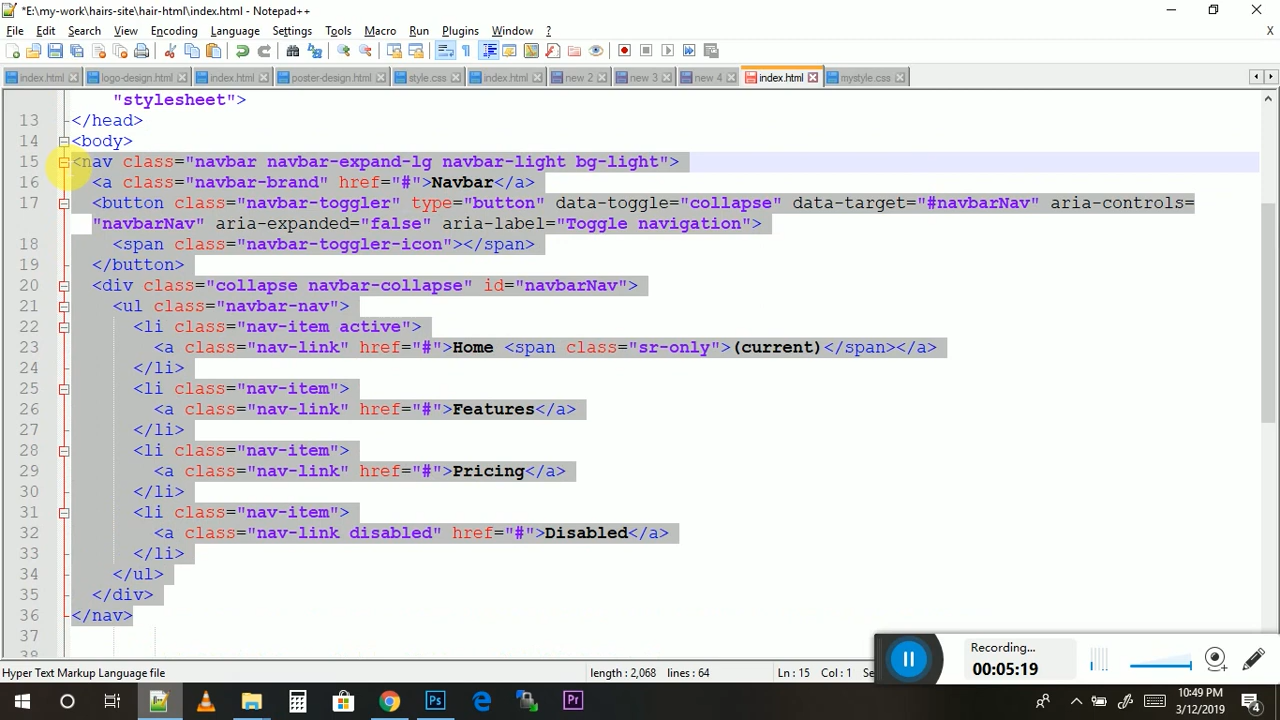 *E:\my-work\hairs-site\hair-html\index.html - Notepad++
File Edit Search View Encoding Language Settings Tools Macro Run Plugins Window ? X
index.html logo-design.html index.html poster-design.html style.css index.html new 2 new 3 new 4 index.html mystyle.css
"stylesheet">
13 </head>
14 <body>
15 <nav class="navbar navbar-expand-lg navbar-light bg-light">
16 <a class="navbar-brand" href="#">Navbar</a>
17 <button class="navbar-toggler" type="button" data-toggle="collapse" data-target="#navbarNav" aria-controls=
"navbarNav" aria-expanded="false" aria-label="Toggle navigation">
18 <span class="navbar-toggler-icon"></span>
19 </button>
20 <div class="collapse navbar-collapse" id="navbarNav">
21 <ul class="navbar-nav">
22 <li class="nav-item active">
23 <a class="nav-link" href="#">Home <span class="sr-only">(current)</span></a>
24 </li>
25 <li class="nav-item">
26 <a class="nav-link" href="#">Features</a>
27 </li>
28 <li class="nav-item">
29 <a class="nav-link" href="#">Pricing</a>
30 </li>
31 <li class="nav-item">
32 <a class="nav-link disabled" href="#">Disabled</a>
33 </li>
34 </ul>
35 </div>
36 </nav>
37
38
Recording...
00:05:19
Hyper Text Markup Language file length : 2,068 lines : 64 Ln : 15 Col : 1
Ps Pr
10:49 PM
3/12/2019
4